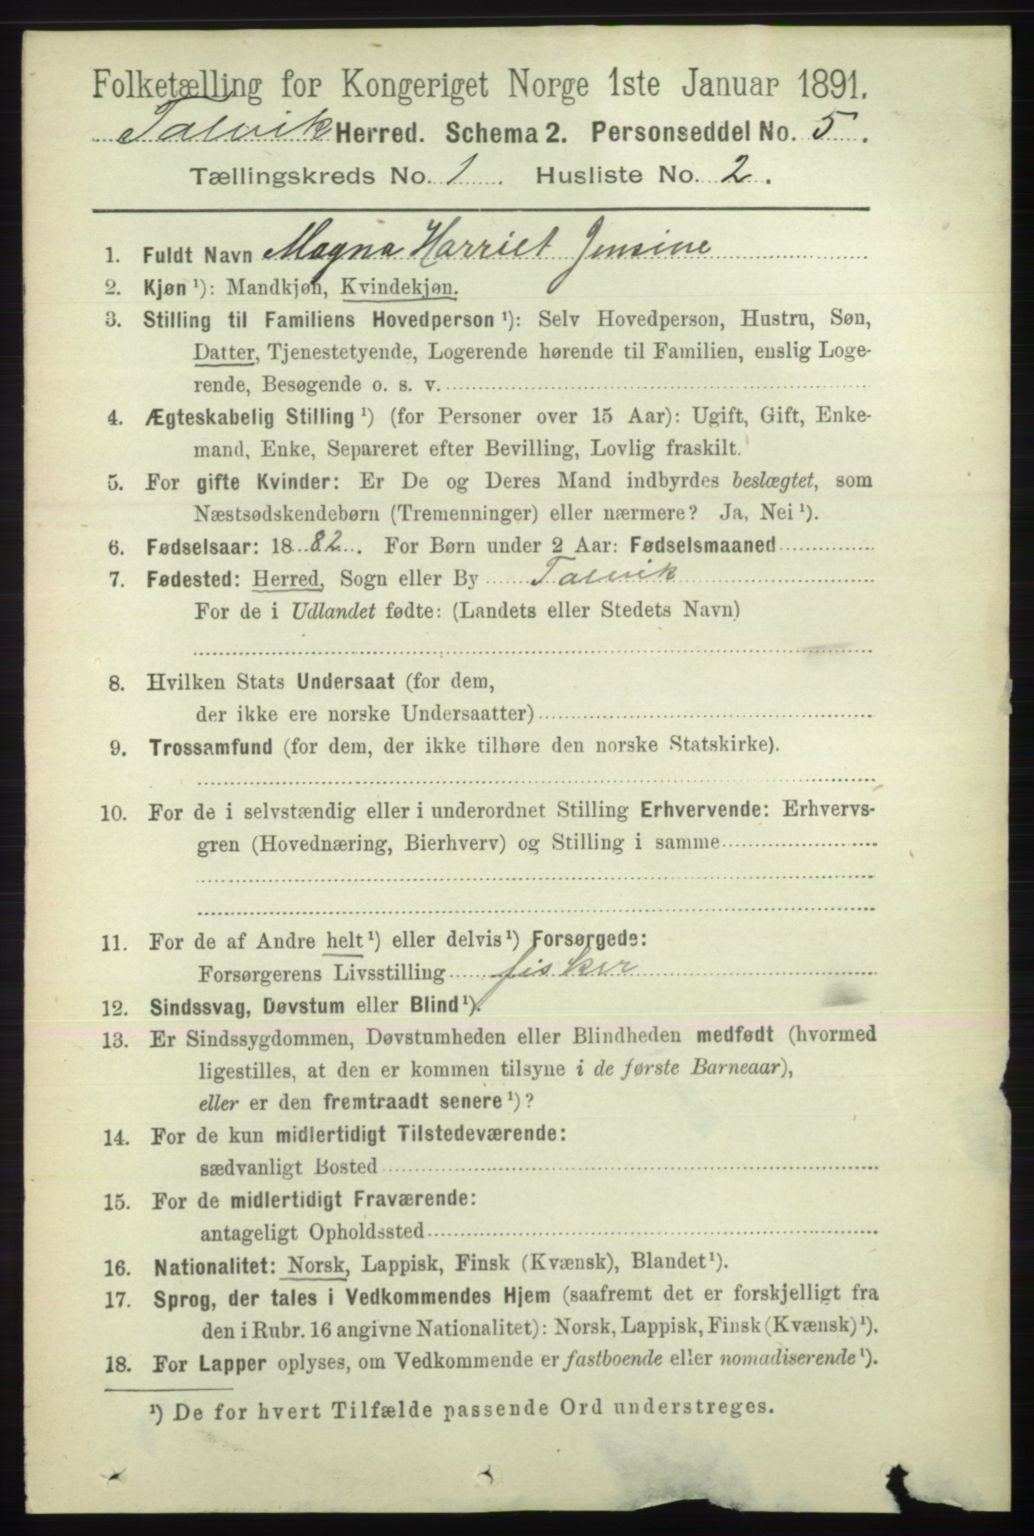 Folketælling for Kongeriget Norge 1ste Januar 1891.
Talvik Herred. Schema 2. Personseddel No. 5.
Tællingskreds No. 1. Husliste No. 2.
1. Fuldt Navn Magna Harriet Jensine
2. Kjøn ¹): Mandkjøn, Kvindekjøn.
3. Stilling til Familiens Hovedperson ¹): Selv Hovedperson, Hustru, Søn,
Datter, Tjenestetyende, Logerende hørende til Familien, enslig Loge-
rende, Besøgende o. s. v.
4. Ægteskabelig Stilling ¹) (for Personer over 15 Aar): Ugift, Gift, Enke-
mand, Enke, Separeret efter Bevilling, Lovlig fraskilt.
5. For gifte Kvinder: Er De og Deres Mand indbyrdes beslægtet, som
Næstsødskendebørn (Tremenninger) eller nærmere? Ja, Nei ¹).
6. Fødselsaar: 1882. For Børn under 2 Aar: Fødselsmaaned
7. Fødested: Herred, Sogn eller By Talvik
For de i Udlandet fødte: (Landets eller Stedets Navn)
8. Hvilken Stats Undersaat (for dem,
der ikke ere norske Undersaatter)
9. Trossamfund (for dem, der ikke tilhøre den norske Statskirke).
10. For de i selvstændig eller i underordnet Stilling Erhvervende: Erhvervs-
gren (Hovednæring, Bierhverv) og Stilling i samme
11. For de af Andre helt ¹) eller delvis ¹) Forsørgede:
Forsørgerens Livsstilling fisker
12. Sindssvag, Døvstum eller Blind ¹).
13. Er Sindssygdommen, Døvstumheden eller Blindheden medfødt (hvormed
ligestilles, at den er kommen tilsyne i de første Barneaar),
eller er den fremtraadt senere ¹)?
14. For de kun midlertidigt Tilstedeværende:
sædvanligt Bosted
15. For de midlertidigt Fraværende:
antageligt Opholdssted
16. Nationalitet: Norsk, Lappisk, Finsk (Kvænsk), Blandet ¹).
17. Sprog, der tales i Vedkommendes Hjem (saafremt det er forskjelligt fra
den i Rubr. 16 angivne Nationalitet): Norsk, Lappisk, Finsk (Kvænsk) ¹).
18. For Lapper oplyses, om Vedkommende er fastboende eller nomadiserende ¹).
¹) De for hvert Tilfælde passende Ord understreges.